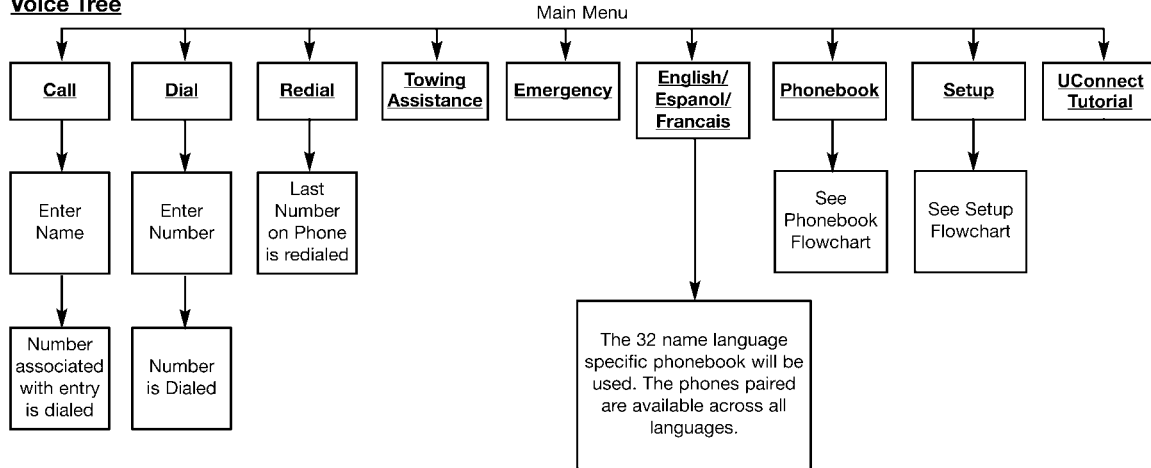 Voice Tree
Main Menu
Call
Dial
Redial
Towing
Assistance
Emergency
English/
Espanol/
Francais
Phonebook
Setup
UConnect
Tutorial
Enter
Name
Enter
Number
Last
Number
on Phone
is redialed
See
Phonebook
Flowchart
See Setup
Flowchart
Number
associated
with entry
is dialed
Number
is Dialed
The 32 name language
specific phonebook will be
used. The phones paired
are available across all
languages.